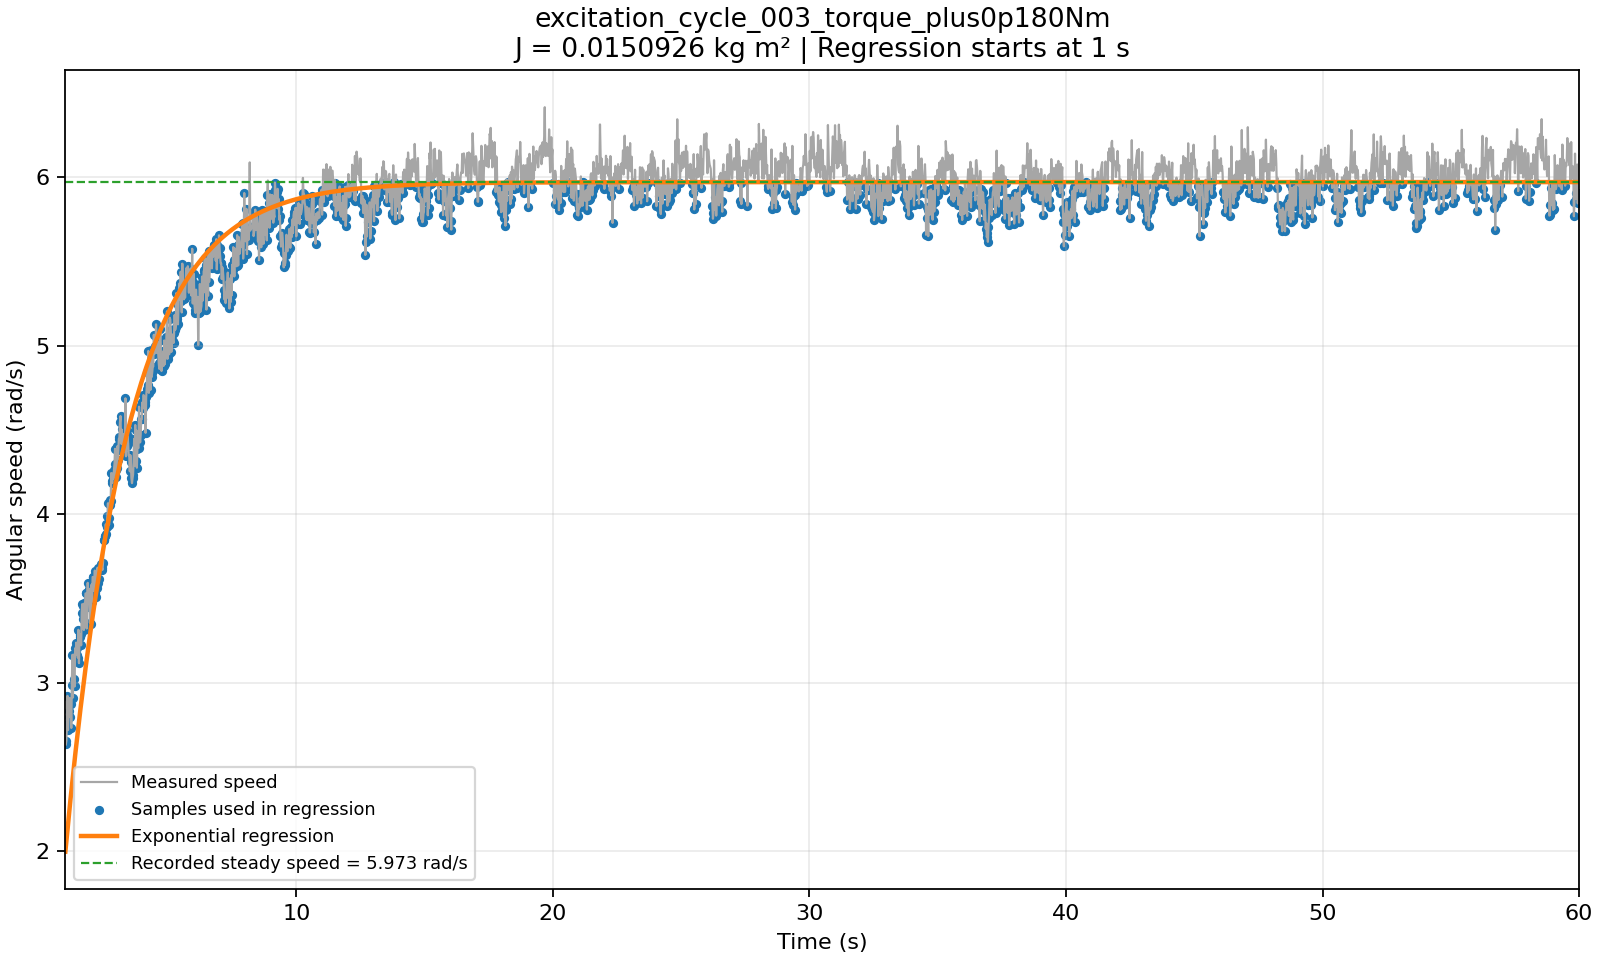 excitation_cycle_003_torque_plus0p180Nm
J = 0.0150926 kg m² | Regression starts at 1 s
Angular speed (rad/s)
6
5
4
3
2
Measured speed
Samples used in regression
Exponential regression
Recorded steady speed = 5.973 rad/s
10
20
30
40
50
60
Time (s)